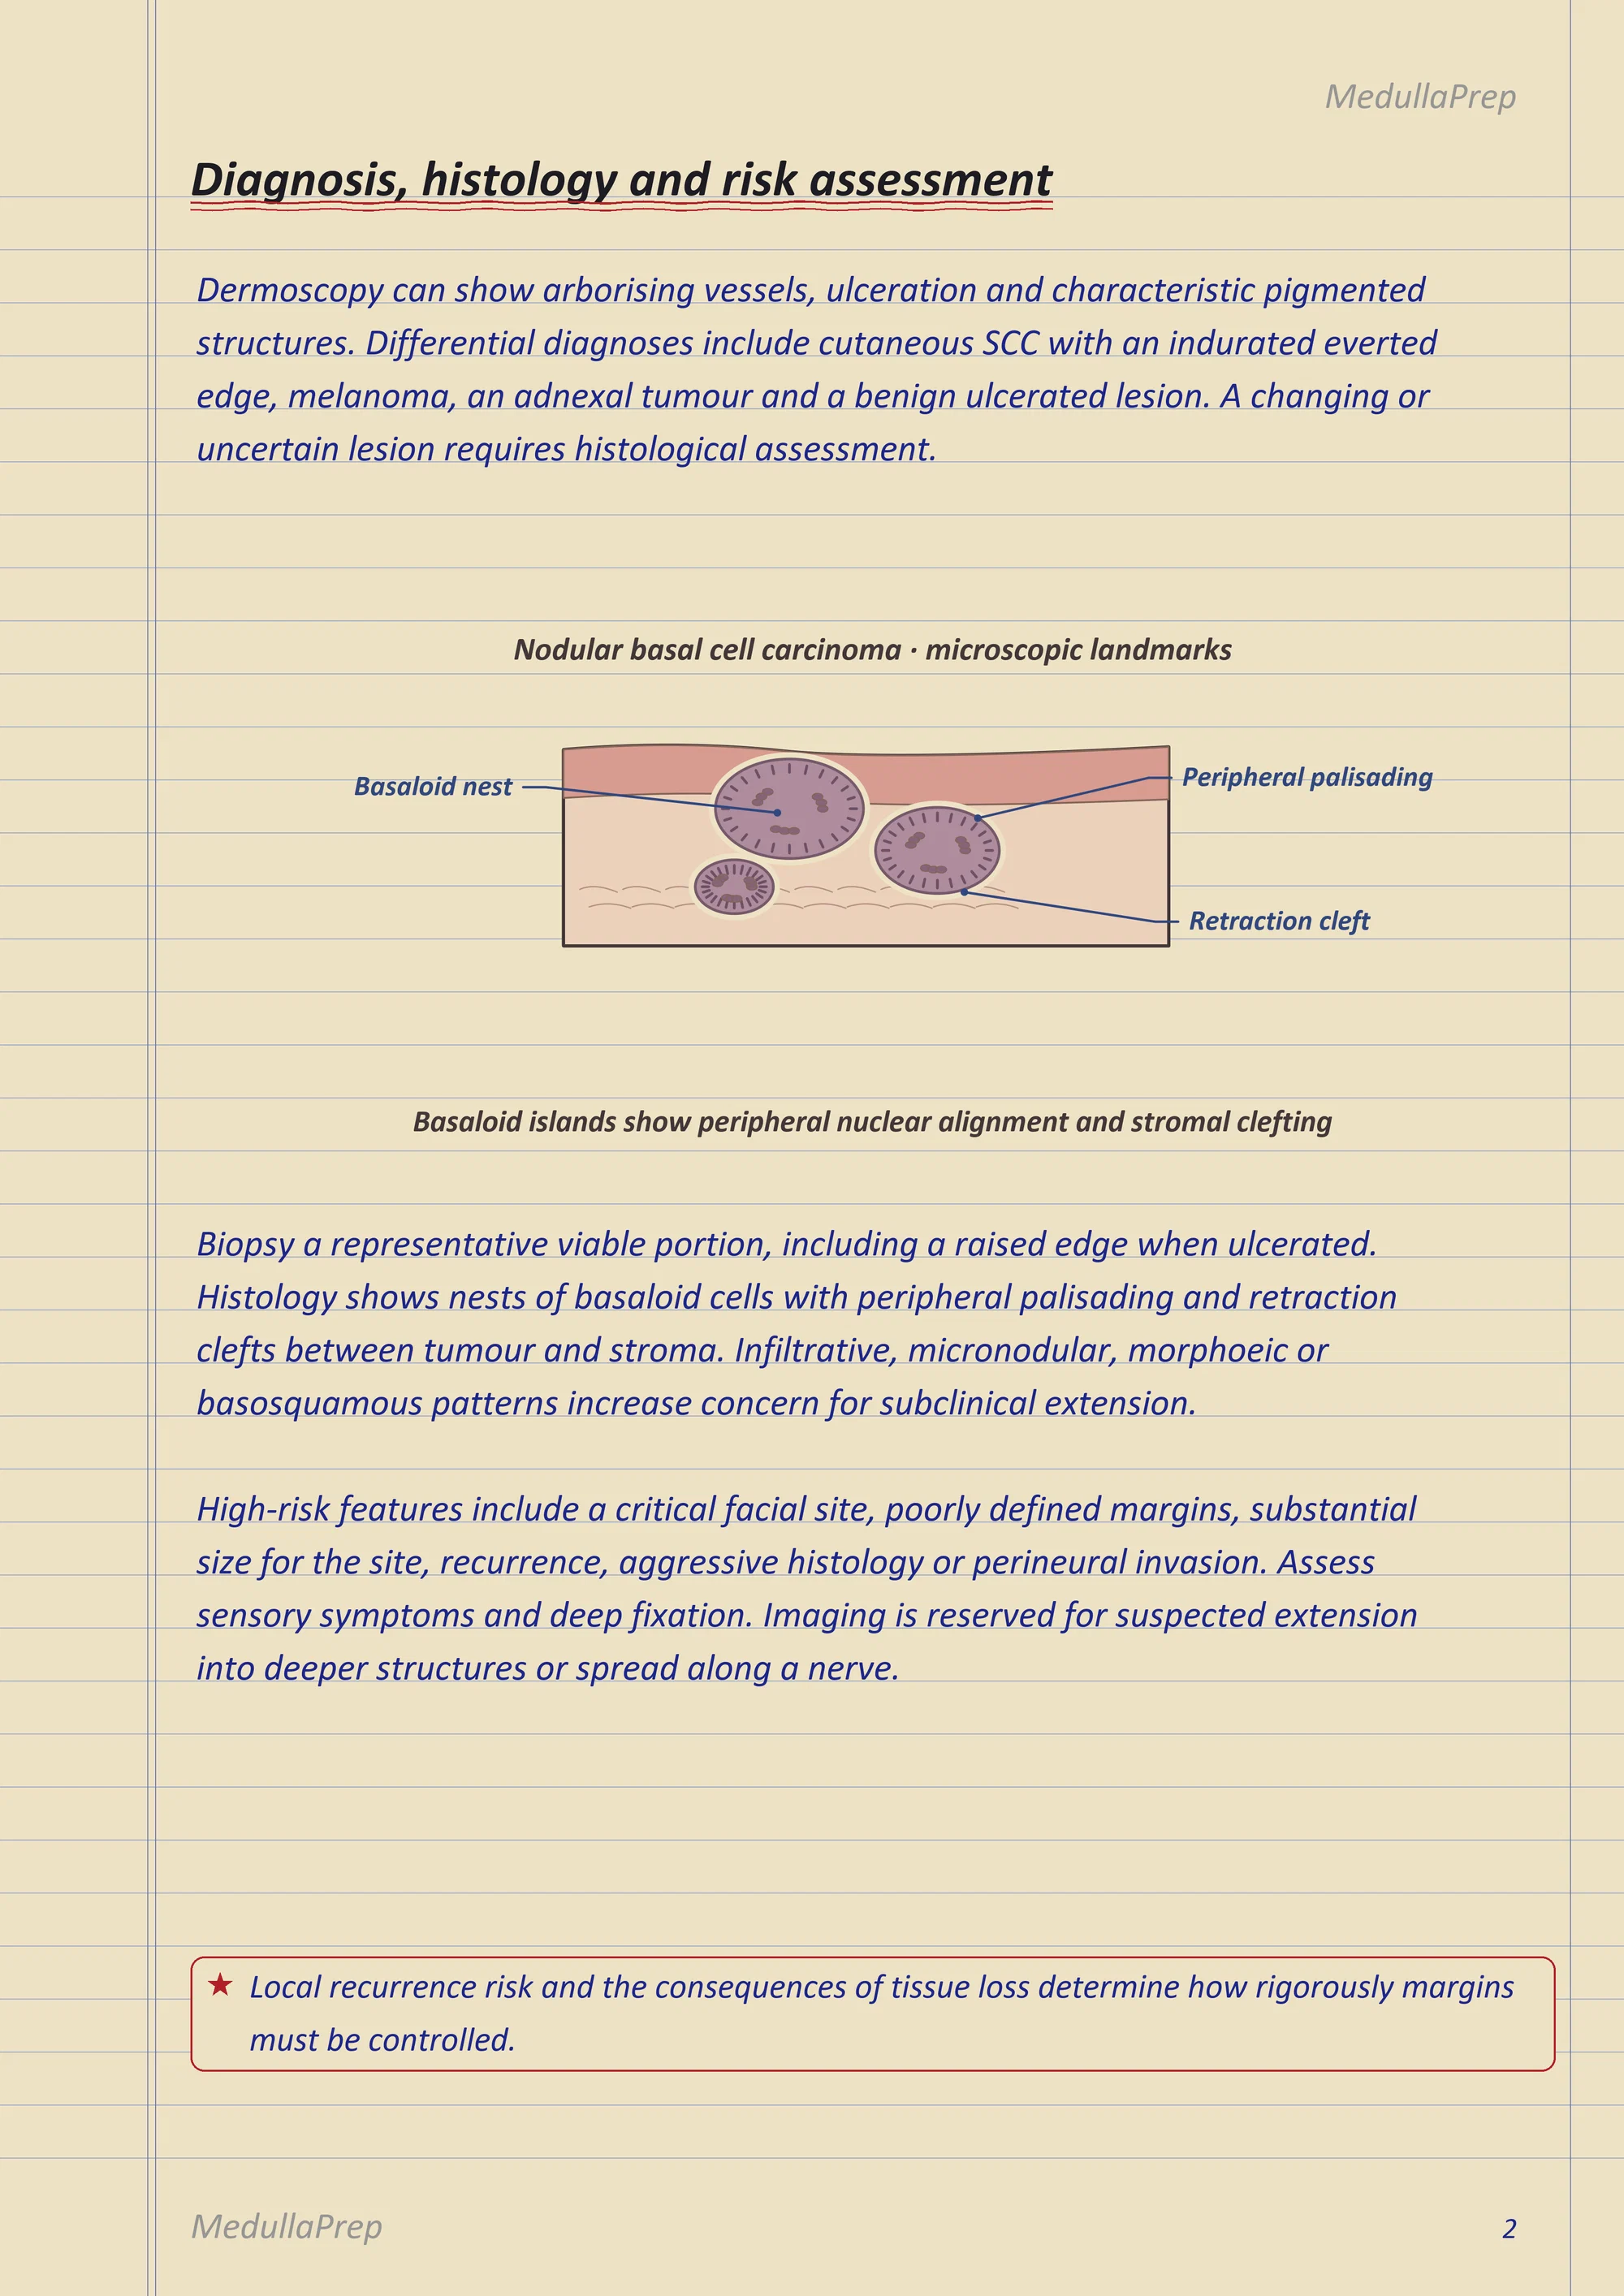 MedullaPrep
Diagnosis, histology and risk assessment
Dermoscopy can show arborising vessels, ulceration and characteristic pigmented
structures. Differential diagnoses include cutaneous SCC with an indurated everted
edge, melanoma, an adnexal tumour and a benign ulcerated lesion. A changing or
uncertain lesion requires histological assessment.
Nodular basal cell carcinoma · microscopic landmarks
Basaloid nest
Peripheral palisading
Retraction cleft
Basaloid islands show peripheral nuclear alignment and stromal clefting
Biopsy a representative viable portion, including a raised edge when ulcerated.
Histology shows nests of basaloid cells with peripheral palisading and retraction
clefts between tumour and stroma. Infiltrative, micronodular, morphoeic or
basosquamous patterns increase concern for subclinical extension.
High-risk features include a critical facial site, poorly defined margins, substantial
size for the site, recurrence, aggressive histology or perineural invasion. Assess
sensory symptoms and deep fixation. Imaging is reserved for suspected extension
into deeper structures or spread along a nerve.
★ Local recurrence risk and the consequences of tissue loss determine how rigorously margins
must be controlled.
MedullaPrep
2